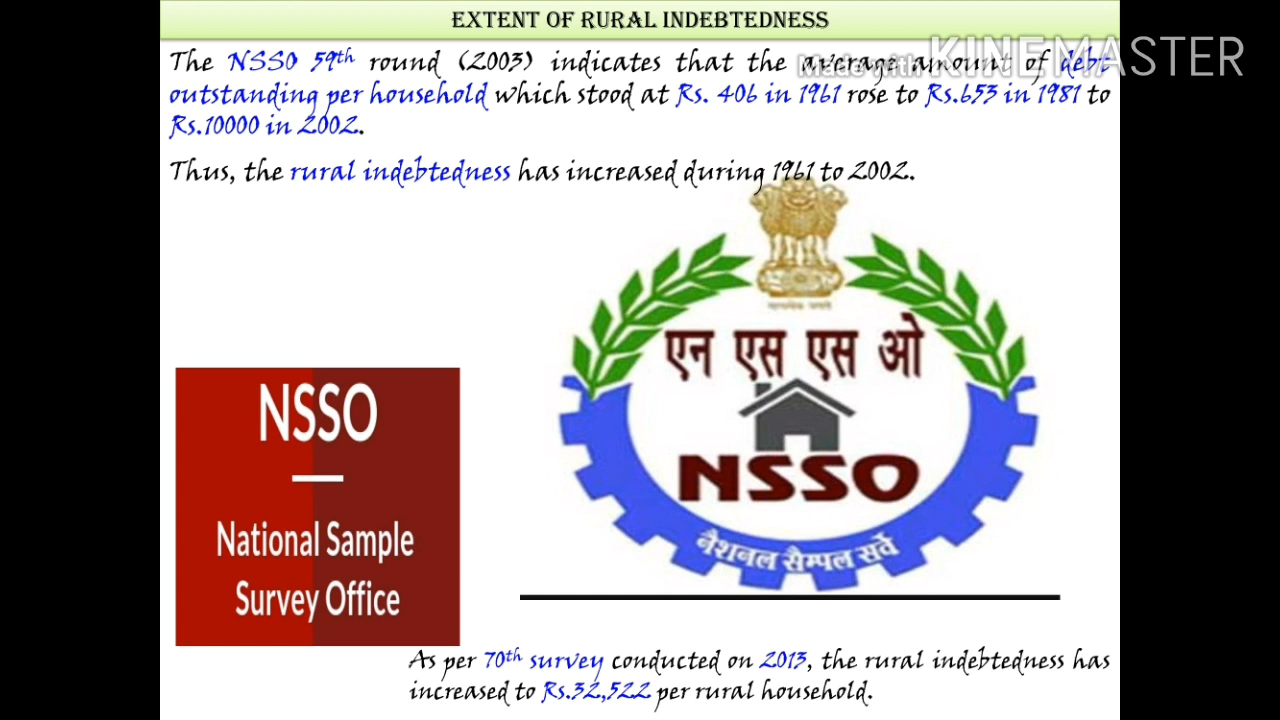 EXTENT OF RURAL INDEBTEDNESS
Made with KINEMASTER
The NSSO 59th round (2003) indicates that the average amount of debt
outstanding per household which stood at Rs. 406 in 1961 rose to Rs.653 in 1981 to
Rs.10000 in 2002.
Thus, the rural indebtedness has increased during 1961 to 2002.
एन एस एस ओ
NSSO
नैशनल सैम्पल सर्वे
NSSO
National Sample
Survey Office
As per 70th survey conducted on 2013, the rural indebtedness has
increased to Rs.32,522 per rural household.